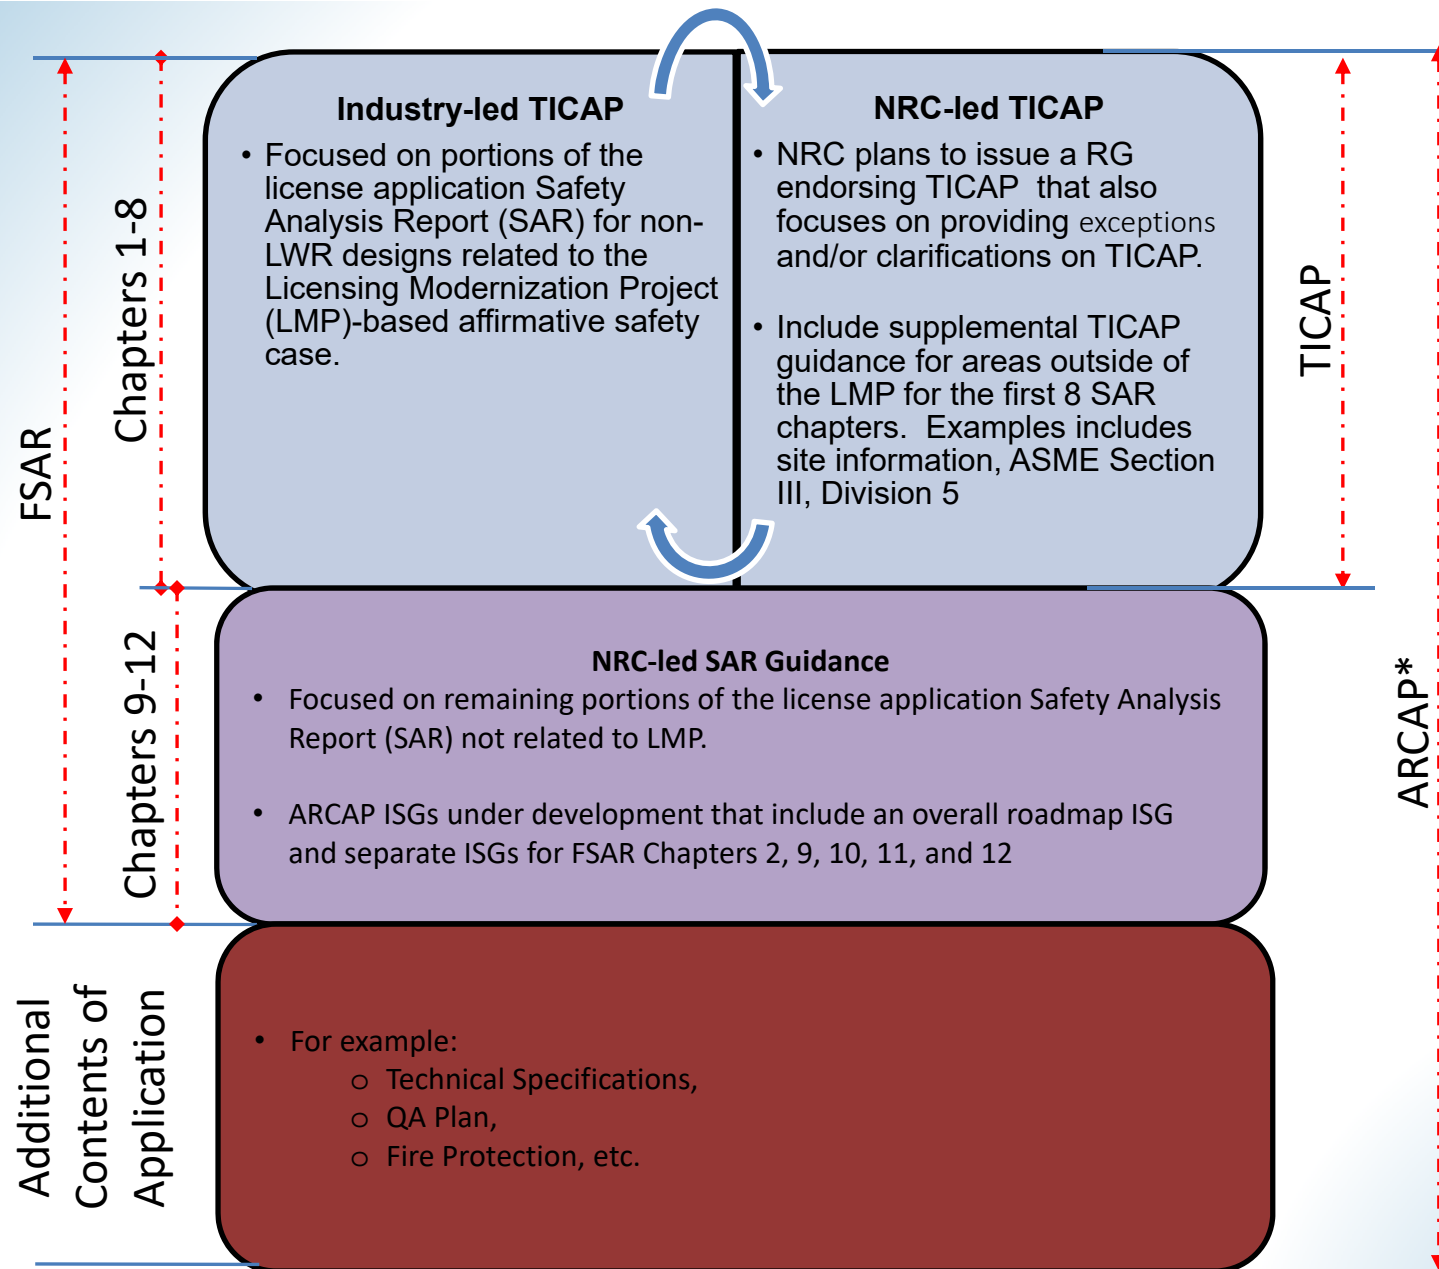 Industry-led TICAP
• Focused on portions of the
license application Safety
Analysis Report (SAR) for non-
LWR designs related to the
Licensing Modernization Project
(LMP)-based affirmative safety
case.
NRC-led TICAP
• NRC plans to issue a RG
endorsing TICAP that also
focuses on providing exceptions
and/or clarifications on TICAP.
• Include supplemental TICAP
guidance for areas outside of
the LMP for the first 8 SAR
chapters. Examples includes
site information, ASME Section
III, Division 5
FSAR
Chapters 1-8
TICAP
Chapters 9-12
NRC-led SAR Guidance
• Focused on remaining portions of the license application Safety Analysis
Report (SAR) not related to LMP.
• ARCAP ISGs under development that include an overall roadmap ISG
and separate ISGs for FSAR Chapters 2, 9, 10, 11, and 12
ARCAP*
Additional
Contents of
Application
• For example:
o Technical Specifications,
o QA Plan,
o Fire Protection, etc.